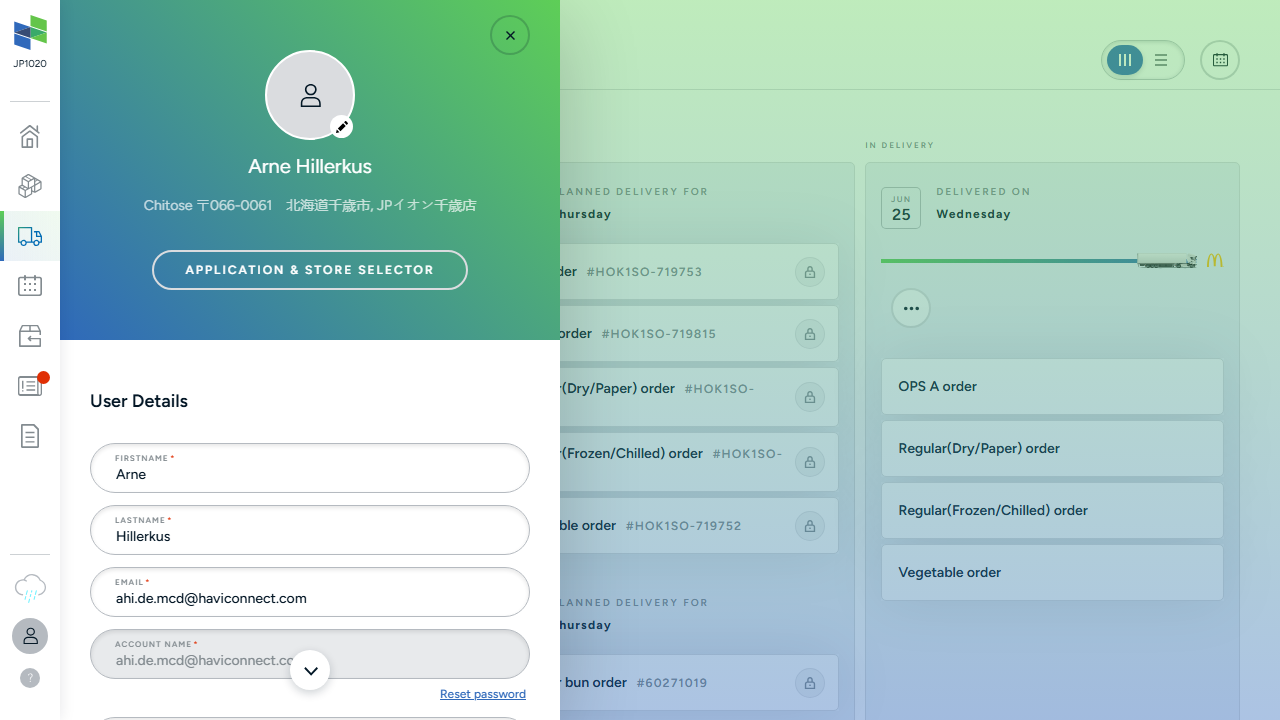 JP1020
Arne Hillerkus
Chitose 〒066-0061 北海道千歳市, JPイオン千歳店
APPLICATION & STORE SELECTOR
User Details
FIRSTNAME *
Arne
LASTNAME *
Hillerkus
EMAIL *
ahi.de.mcd@haviconnect.com
ACCOUNT NAME *
ahi.de.mcd@haviconnect.co
Reset password
?
LANNED DELIVERY FOR
hursday
der #HOK1SO-719753
order #HOK1SO-719815
r(Dry/Paper) order #HOK1SO-
r(Frozen/Chilled) order #HOK1SO-
ble order #HOK1SO-719752
LANNED DELIVERY FOR
hursday
r bun order #60271019
IN DELIVERY
JUN
25
DELIVERED ON
Wednesday
OPS A order
Regular(Dry/Paper) order
Regular(Frozen/Chilled) order
Vegetable order